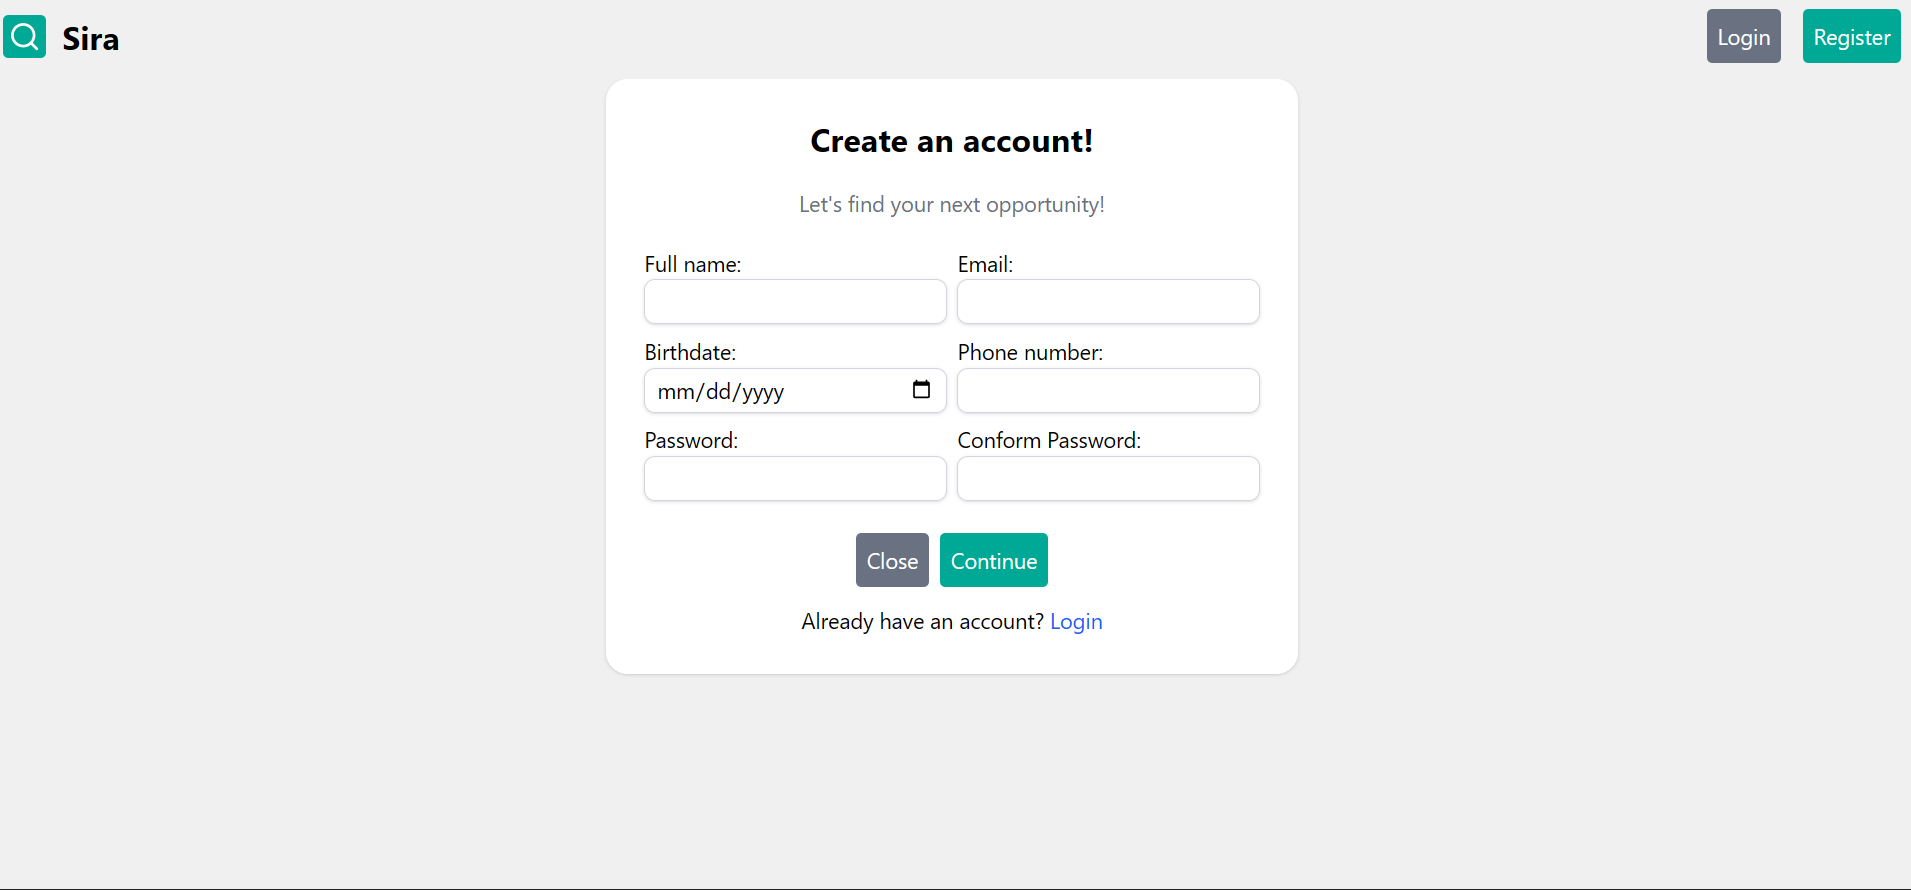 Sira
Login
Register
Create an account!
Let's find your next opportunity!
Full name:
Email:
Birthdate:
Phone number:
mm/dd/yyyy
Password:
Conform Password:
Close
Continue
Already have an account? Login